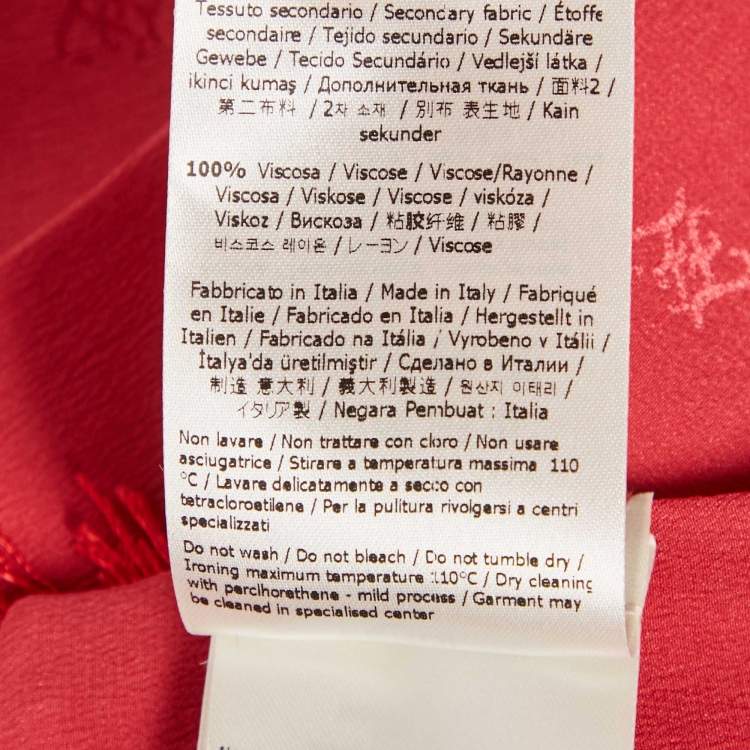 Tessuto secondario / Secondary fabric / Étoffe
secondaire / Tejido secundario / Sekundäre
Gewebe / Tecido Secundário / Vedlejší látka /
ikinci kumaş / Дополнительная ткань / 面料2 /
第二布料 / 2차 소재 / 別布 表生地 / Kain
sekunder
100% Viscosa / Viscose / Viscose/Rayonne /
Viscosa / Viskose / Viscose / viskóza /
Viskoz / Вискоза / 粘胶纤维 / 粘膠 /
비스코스 레이온 / レーヨン / Viscose
Fabbricato in Italia / Made in Italy / Fabriqué
en Italie / Fabricado en Italia / Hergestellt in
Italien / Fabricado na Itália / Vyrobeno v Itálii /
İtalya'da üretilmiştir / Сделано в Италии /
制造 意大利 / 義大利製造 / 원산지 이태리 /
イタリア製 / Negara Pembuat : Italia
Non lavare / Non trattare con cloro / Non usare
asciugatrice / Stirare a temperatura massima 110
°C / Lavare delicatamente a secco con
tetracloroetilene / Per la pulitura rivolgersi a centri
specializzati
Do not wash / Do not bleach / Do not tumble dry /
Ironing maximum temperature 110°C / Dry cleaning
with perclhorethene - mild process / Garment may
be cleaned in specialised center